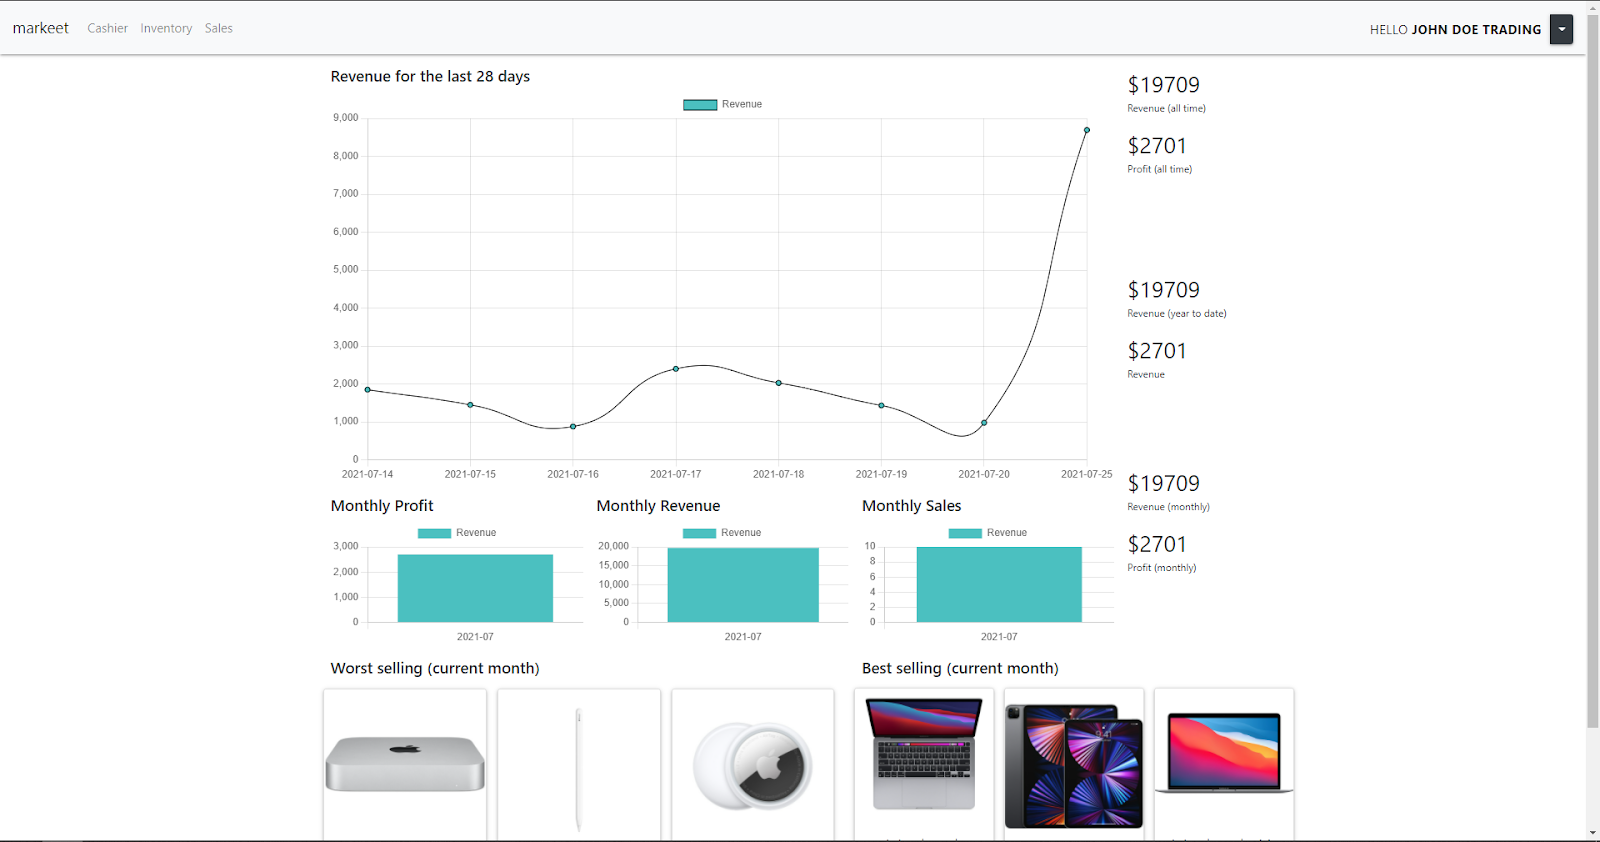 markeet Cashier Inventory Sales HELLO JOHN DOE TRADING
Revenue for the last 28 days
Revenue
9,000
8,000
7,000
6,000
5,000
4,000
3,000
2,000
1,000
0
2021-07-14 2021-07-15 2021-07-16 2021-07-17 2021-07-18 2021-07-19 2021-07-20 2021-07-25
$19709
Revenue (all time)
$2701
Profit (all time)
$19709
Revenue (year to date)
$2701
Revenue
$19709
Revenue (monthly)
$2701
Profit (monthly)
Monthly Profit
Revenue
3,000
2,000
1,000
0
2021-07
Monthly Revenue
Revenue
20,000
15,000
10,000
5,000
0
2021-07
Monthly Sales
Revenue
10
8
6
4
2
0
2021-07
Worst selling (current month)
Best selling (current month)